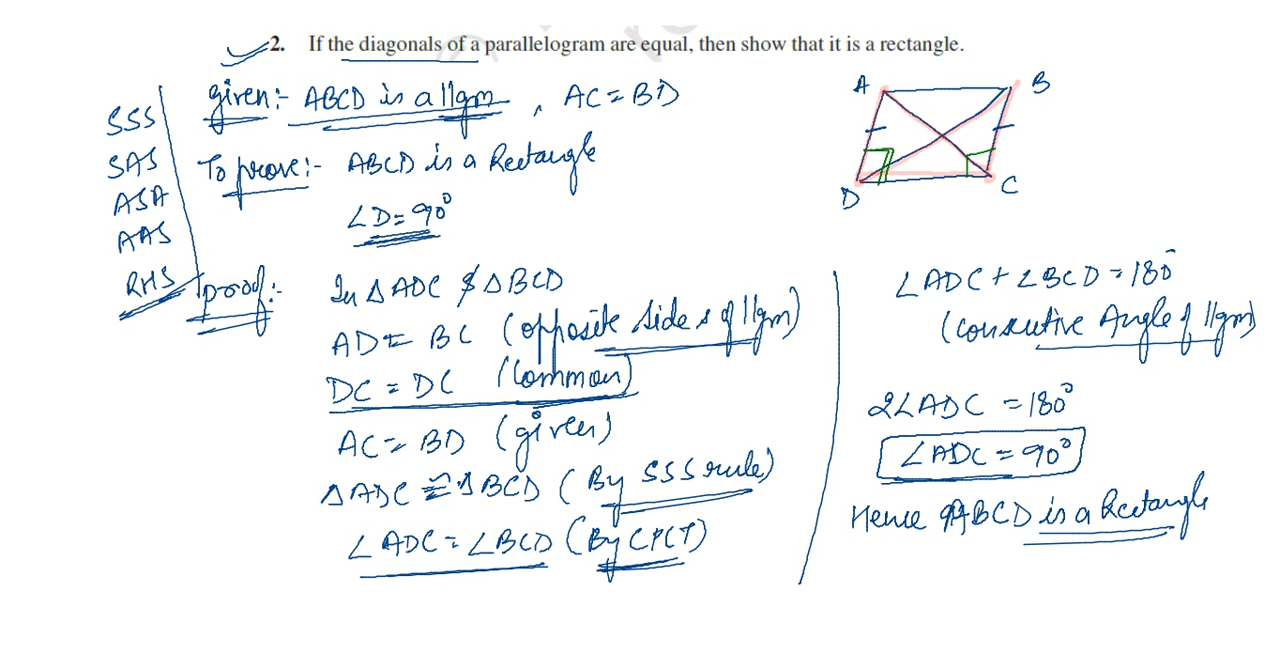 2. If the diagonals of a parallelogram are equal, then show that it is a rectangle.
given:- ABCD is a ||gm, AC = BD
To prove:- ABCD is a Rectangle
∠D = 90°
SSS
SAS
ASA
AAS
RHS
proof:-
In △ADC & △BCD
AD = BC (opposite sides of ||gm)
DC = DC (Common)
AC = BD (given)
△ADC ≅ △BCD (By SSS rule)
∠ADC = ∠BCD (By CPCT)
A
B
D
C
∠ADC + ∠BCD = 180°
(Consecutive Angle of ||gm)
2∠ADC = 180°
∠ADC = 90°
Hence ABCD is a Rectangle